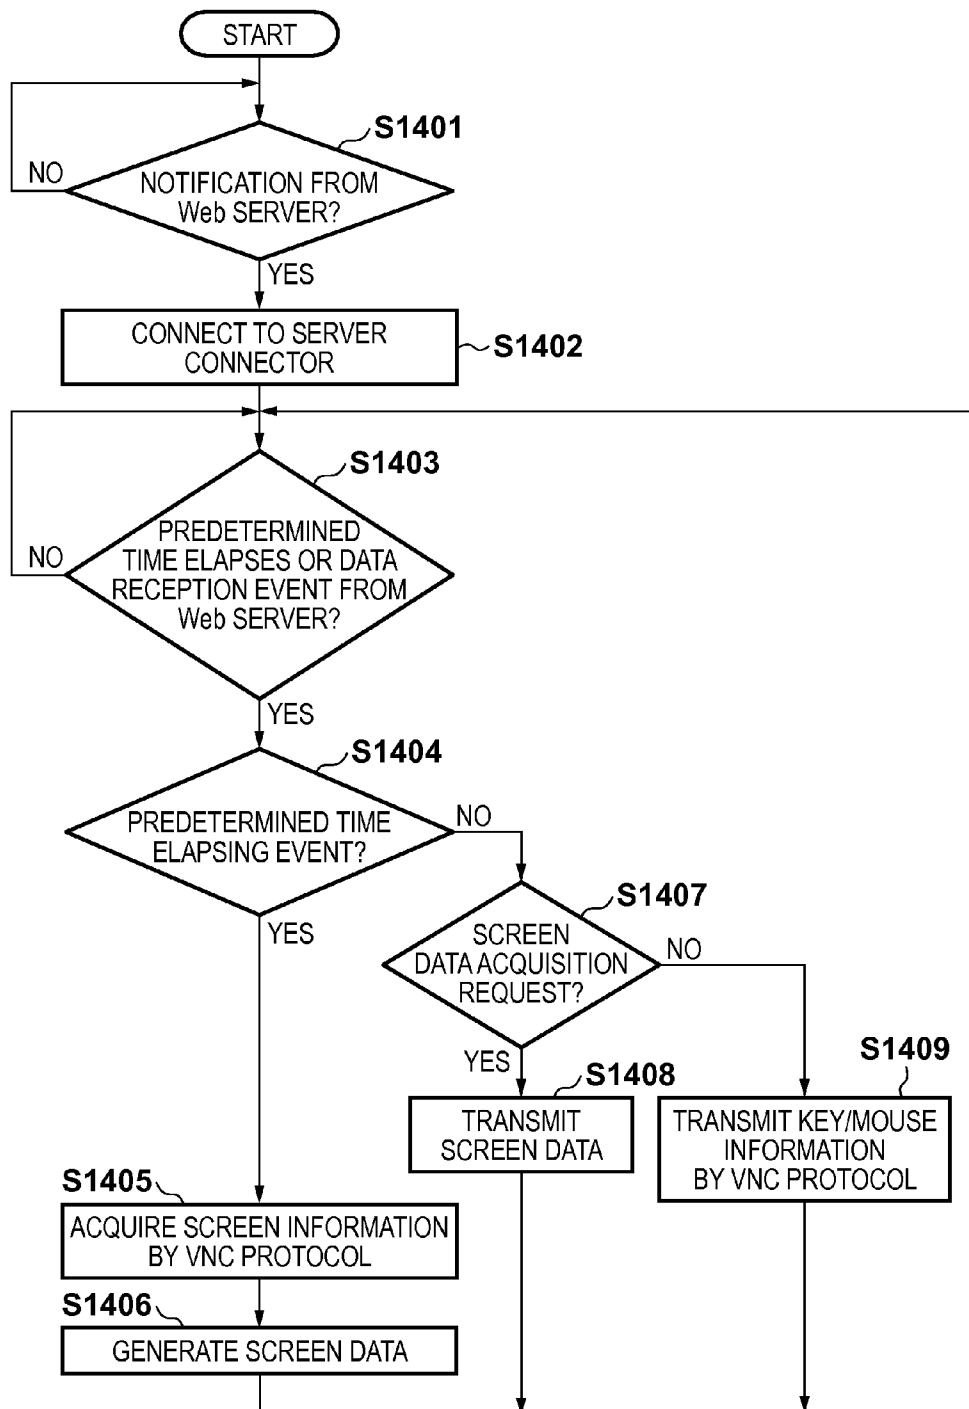 START
S1401
NO
NOTIFICATION FROM
Web SERVER?
YES
CONNECT TO SERVER
CONNECTOR
S1402
S1403
NO
PREDETERMINED
TIME ELAPSES OR DATA
RECEPTION EVENT FROM
Web SERVER?
YES
S1404
PREDETERMINED TIME
ELAPSING EVENT?
NO
YES
S1407
SCREEN
DATA ACQUISITION
REQUEST?
NO
YES
S1408
TRANSMIT
SCREEN DATA
S1409
TRANSMIT KEY/MOUSE
INFORMATION
BY VNC PROTOCOL
S1405
ACQUIRE SCREEN INFORMATION
BY VNC PROTOCOL
S1406
GENERATE SCREEN DATA